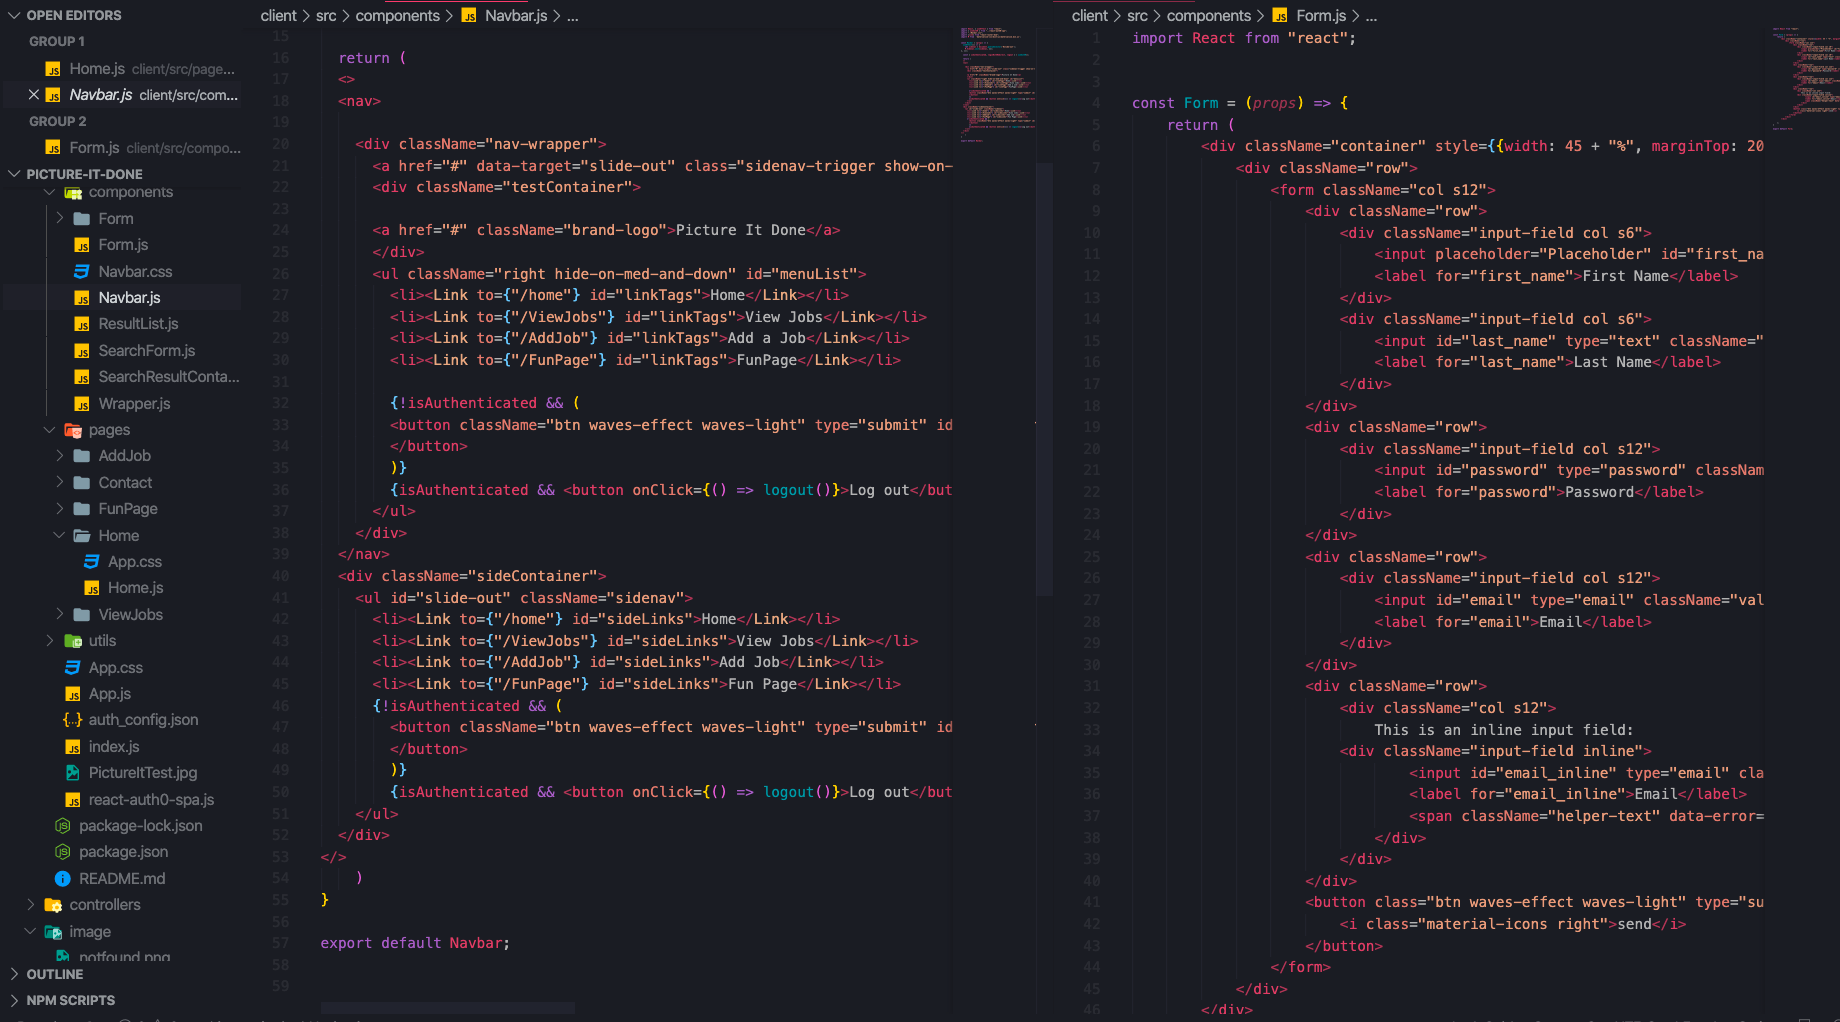 OPEN EDITORS
GROUP 1
JS Home.js client/src/page...
JS Navbar.js client/src/com...
GROUP 2
JS Form.js client/src/compo...
PICTURE-IT-DONE
components
Form
JS Form.js
Navbar.css
JS Navbar.js
JS ResultList.js
JS SearchForm.js
JS SearchResultConta...
JS Wrapper.js
pages
AddJob
Contact
FunPage
Home
App.css
JS Home.js
ViewJobs
utils
App.css
JS App.js
{..} auth_config.json
JS index.js
PictureItTest.jpg
JS react-auth0-spa.js
package-lock.json
package.json
README.md
controllers
image
notfound.png
OUTLINE
NPM SCRIPTS
client > src > components > JS Navbar.js > ...
15
16 return (
17 <>
18 <nav>
19
20 <div className="nav-wrapper">
21 <a href="#" data-target="slide-out" class="sidenav-trigger show-on-
22 <div className="testContainer">
23
24 <a href="#" className="brand-logo">Picture It Done</a>
25 </div>
26 <ul className="right hide-on-med-and-down" id="menuList">
27 <li><Link to={"/home"} id="linkTags">Home</Link></li>
28 <li><Link to={"/ViewJobs"} id="linkTags">View Jobs</Link></li>
29 <li><Link to={"/AddJob"} id="linkTags">Add a Job</Link></li>
30 <li><Link to={"/FunPage"} id="linkTags">FunPage</Link></li>
31
32 {!isAuthenticated && (
33 <button className="btn waves-effect waves-light" type="submit" id
34 </button>
35 )}
36 {isAuthenticated && <button onClick={() => logout()}>Log out</but
37 </ul>
38 </div>
39 </nav>
40 <div className="sideContainer">
41 <ul id="slide-out" className="sidenav">
42 <li><Link to={"/home"} id="sideLinks">Home</Link></li>
43 <li><Link to={"/ViewJobs"} id="sideLinks">View Jobs</Link></li>
44 <li><Link to={"/AddJob"} id="sideLinks">Add Job</Link></li>
45 <li><Link to={"/FunPage"} id="sideLinks">Fun Page</Link></li>
46 {!isAuthenticated && (
47 <button className="btn waves-effect waves-light" type="submit" id
48 </button>
49 )}
50 {isAuthenticated && <button onClick={() => logout()}>Log out</but
51 </ul>
52 </div>
53 </>
54 )
55 }
56
57 export default Navbar;
58
59
client > src > components > JS Form.js > ...
1 import React from "react";
2
3
4 const Form = (props) => {
5 return (
6 <div className="container" style={{width: 45 + "%", marginTop: 20
7 <div className="row">
8 <form className="col s12">
9 <div className="row">
10 <div className="input-field col s6">
11 <input placeholder="Placeholder" id="first_na
12 <label for="first_name">First Name</label>
13 </div>
14 <div className="input-field col s6">
15 <input id="last_name" type="text" className="
16 <label for="last_name">Last Name</label>
17 </div>
18 </div>
19 <div className="row">
20 <div className="input-field col s12">
21 <input id="password" type="password" classNam
22 <label for="password">Password</label>
23 </div>
24 </div>
25 <div className="row">
26 <div className="input-field col s12">
27 <input id="email" type="email" className="val
28 <label for="email">Email</label>
29 </div>
30 </div>
31 <div className="row">
32 <div className="col s12">
33 This is an inline input field:
34 <div className="input-field inline">
35 <input id="email_inline" type="email" cla
36 <label for="email_inline">Email</label>
37 <span className="helper-text" data-error=
38 </div>
39 </div>
40 </div>
41 <button class="btn waves-effect waves-light" type="su
42 <i class="material-icons right">send</i>
43 </button>
44 </form>
45 </div>
46 </div>